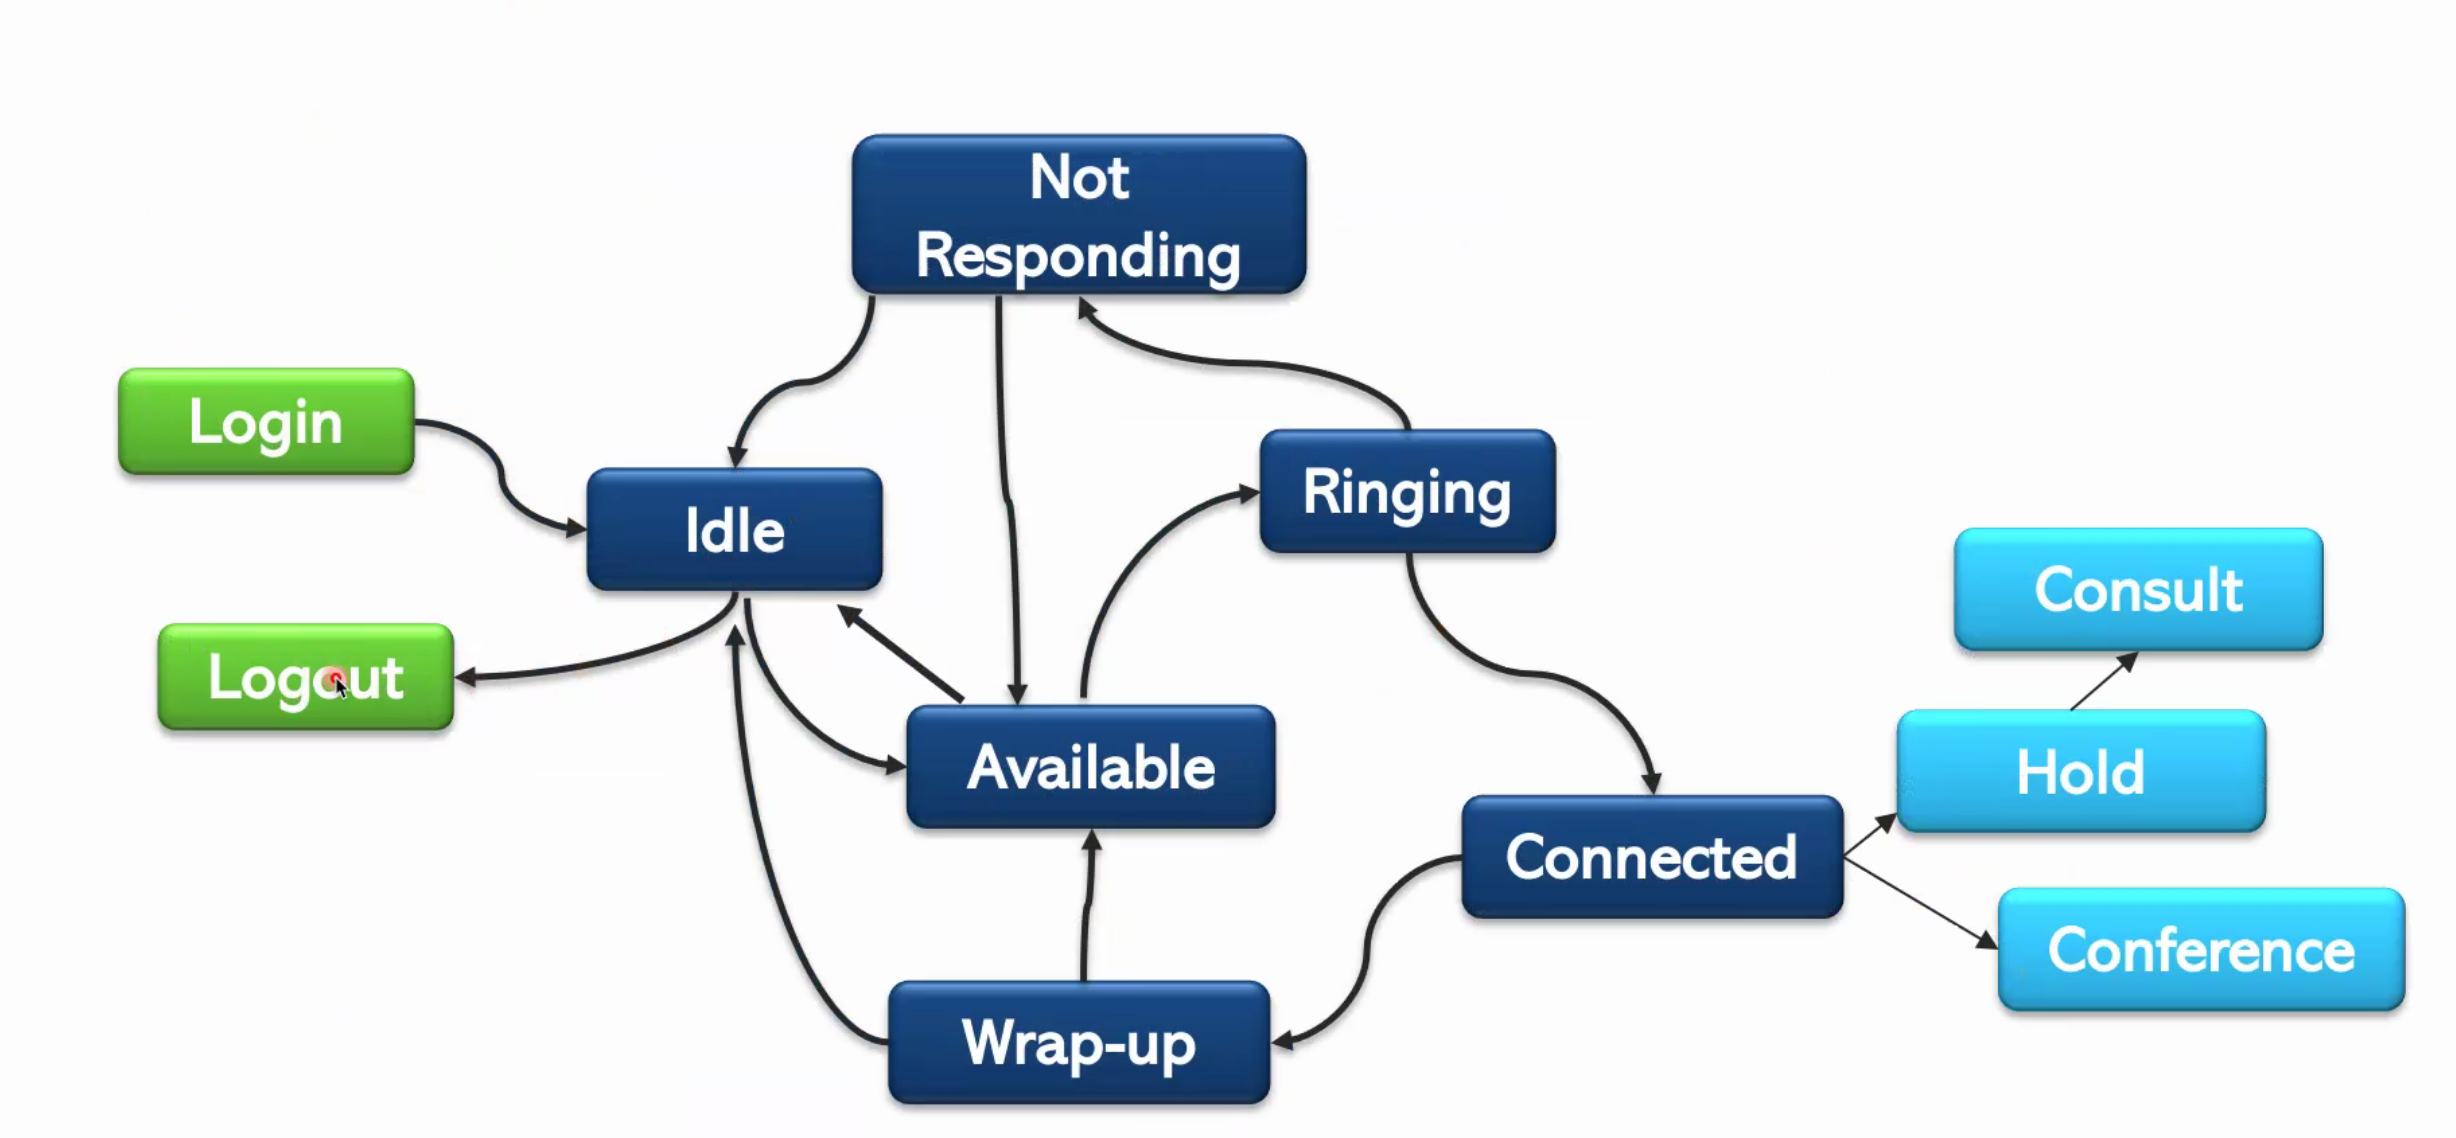 Not
Responding
Login
Ringing
Idle
Consult
Logout
Available
Hold
Connected
Conference
Wrap-up